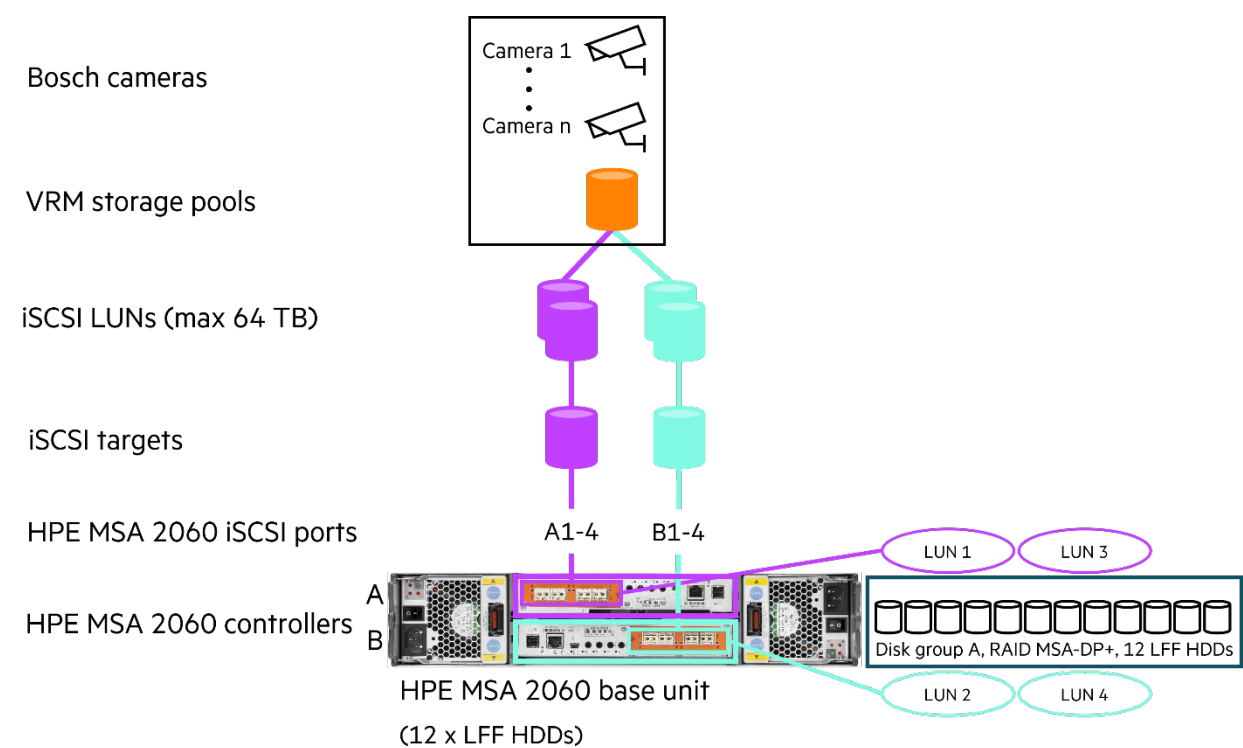 Camera 1
Bosch cameras
Camera n
VRM storage pools
iSCSI LUNs (max 64 TB)
iSCSI targets
HPE MSA 2060 iSCSI ports
A1-4
B1-4
LUN 1
LUN 3
A
HPE MSA 2060 controllers
B
Disk group A, RAID MSA-DP+, 12 LFF HDDs
HPE MSA 2060 base unit
LUN 2
LUN 4
(12 x LFF HDDs)